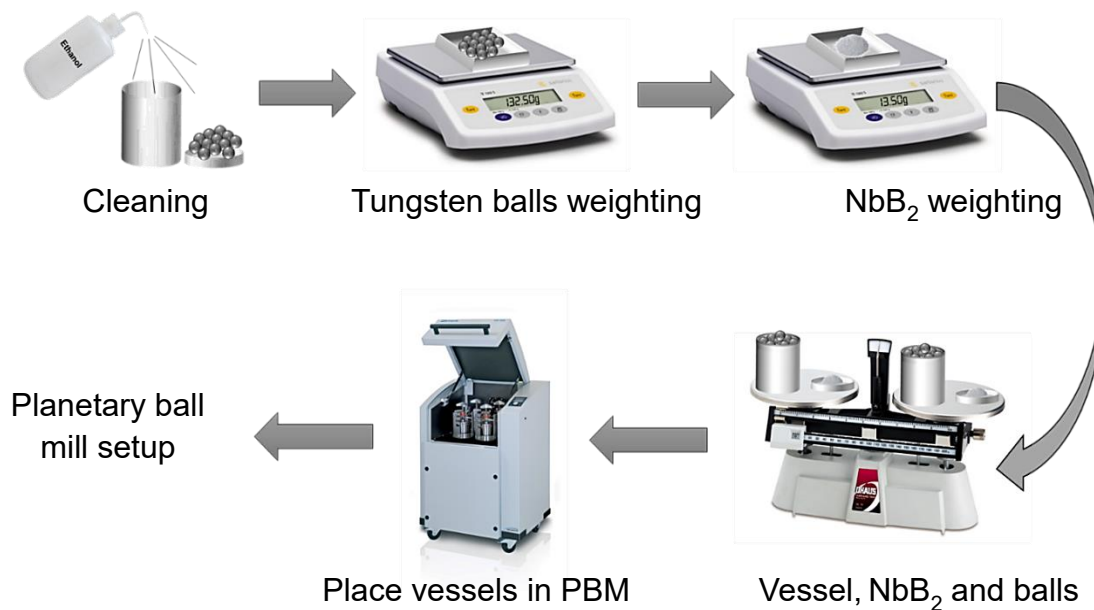 Ethanol
132.50g
13.50g
Cleaning
Tungsten balls weighting
NbB₂ weighting
OHAUS
Planetary ball
mill setup
Place vessels in PBM
Vessel, NbB₂ and balls